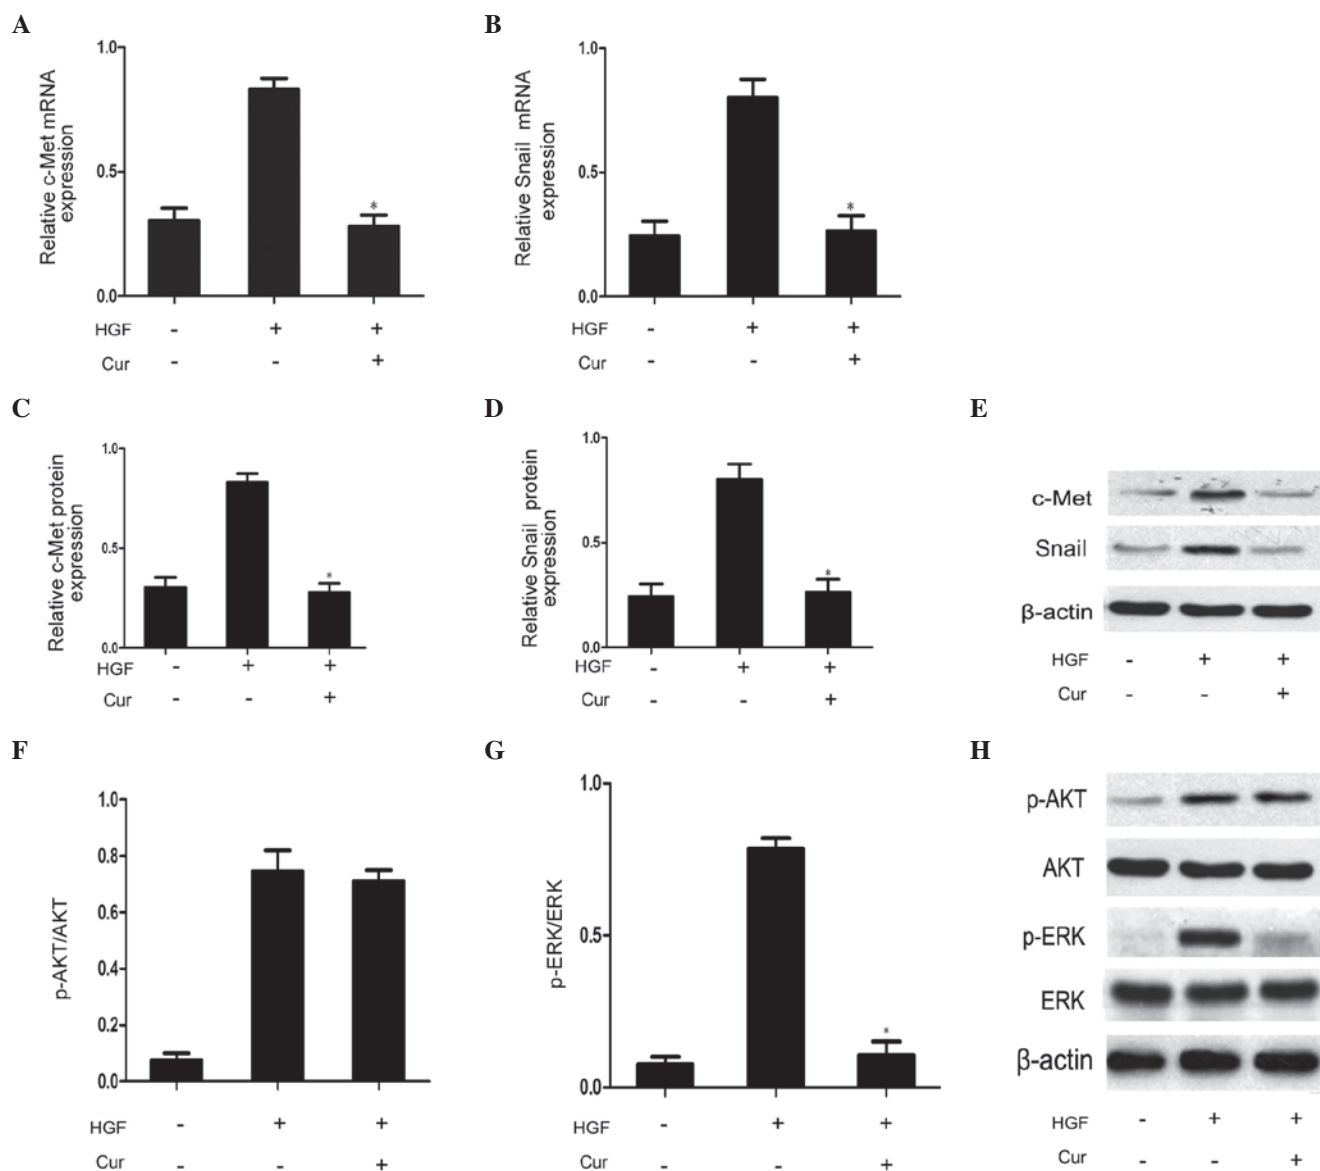 A
1.0
0.5
0.0
Relative c-Met mRNA
expression
*
HGF - + +
Cur - - +
B
1.0
0.5
0.0
Relative Snail mRNA
expression
*
HGF - + +
Cur - - +
C
1.0
0.5
0.0
Relative c-Met protein
expression
*
HGF - + +
Cur - - +
D
1.0
0.5
0.0
Relative Snail protein
expression
*
HGF - + +
Cur - - +
E
c-Met
Snail
β-actin
HGF - + +
Cur - - +
F
1.0
0.8
0.6
0.4
0.2
0.0
p-AKT/AKT
HGF - + +
Cur - - +
G
1.0
0.5
0.0
p-ERK/ERK
*
HGF - + +
Cur - - +
H
p-AKT
AKT
p-ERK
ERK
β-actin
HGF - + +
Cur - - +